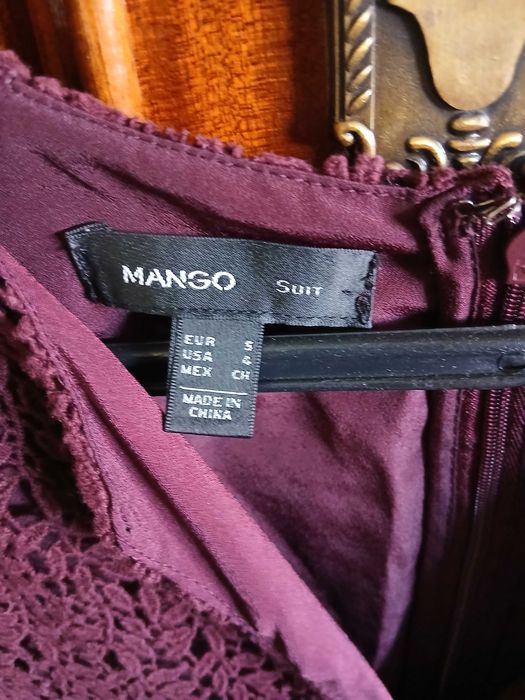 MANGO SUIT
EUR S
USA 4
MEX CH
MADE IN
CHINA